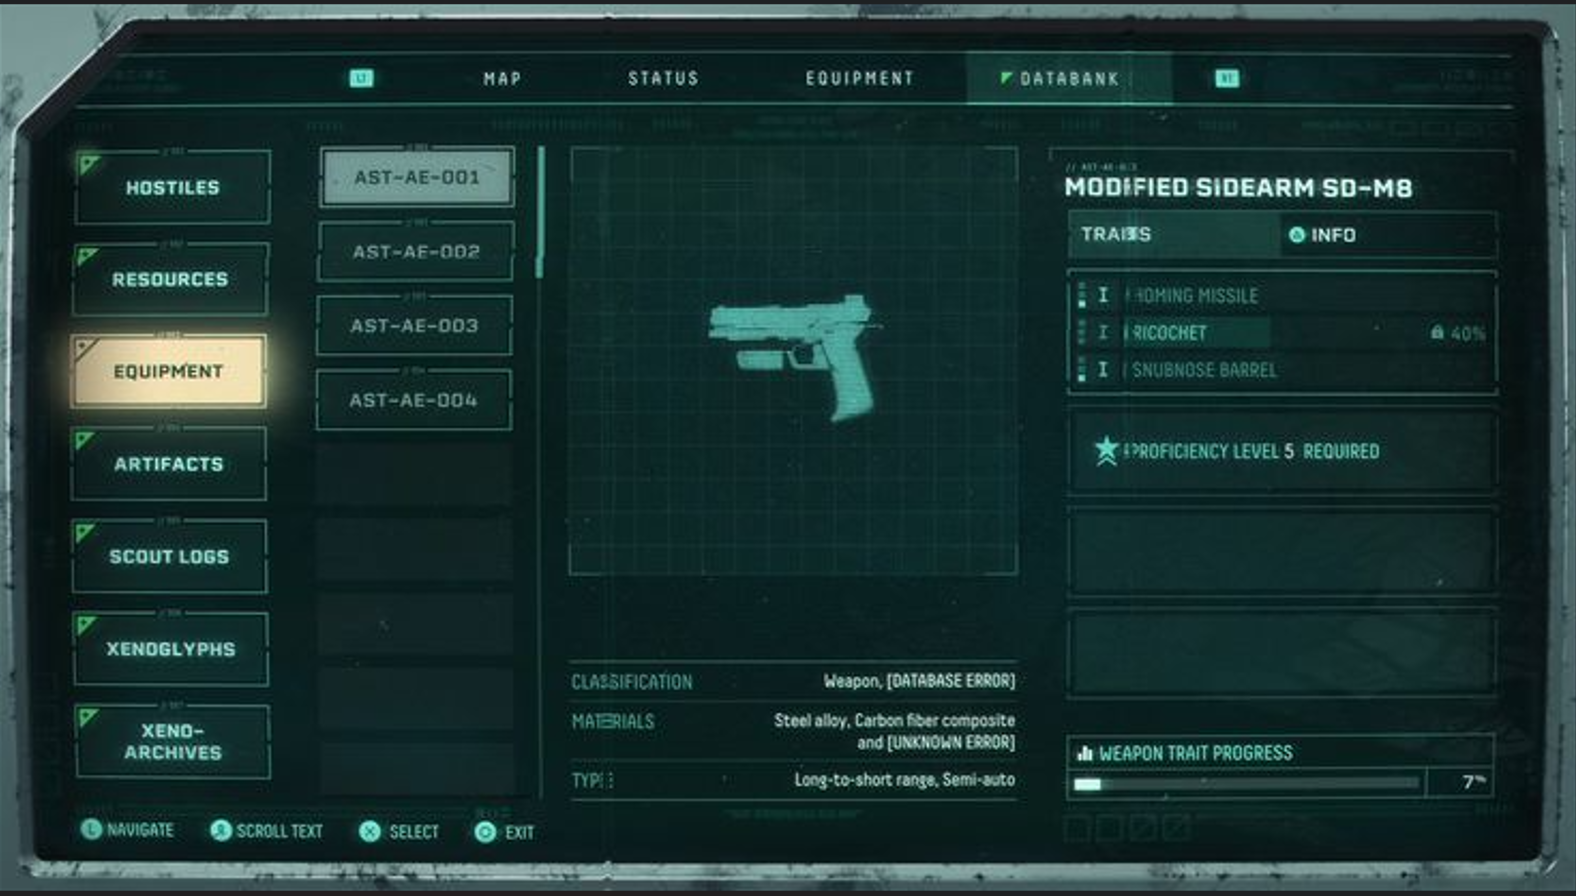 L1
MAP
STATUS
EQUIPMENT
DATABANK
R1
HOSTILES
RESOURCES
EQUIPMENT
ARTIFACTS
SCOUT LOGS
XENOGLYPHS
XENO-
ARCHIVES
AST-AE-001
AST-AE-002
AST-AE-003
AST-AE-004
CLASSIFICATION
Weapon, [DATABASE ERROR]
MATERIALS
Steel alloy, Carbon fiber composite
and [UNKNOWN ERROR]
TYPE
Long-to-short range, Semi-auto
MODIFIED SIDEARM SD-M8
TRAITS
INFO
I HOMING MISSILE
I RICOCHET 40%
I SNUBNOSE BARREL
PROFICIENCY LEVEL 5 REQUIRED
WEAPON TRAIT PROGRESS
7%
L NAVIGATE
R SCROLL TEXT
SELECT
EXIT